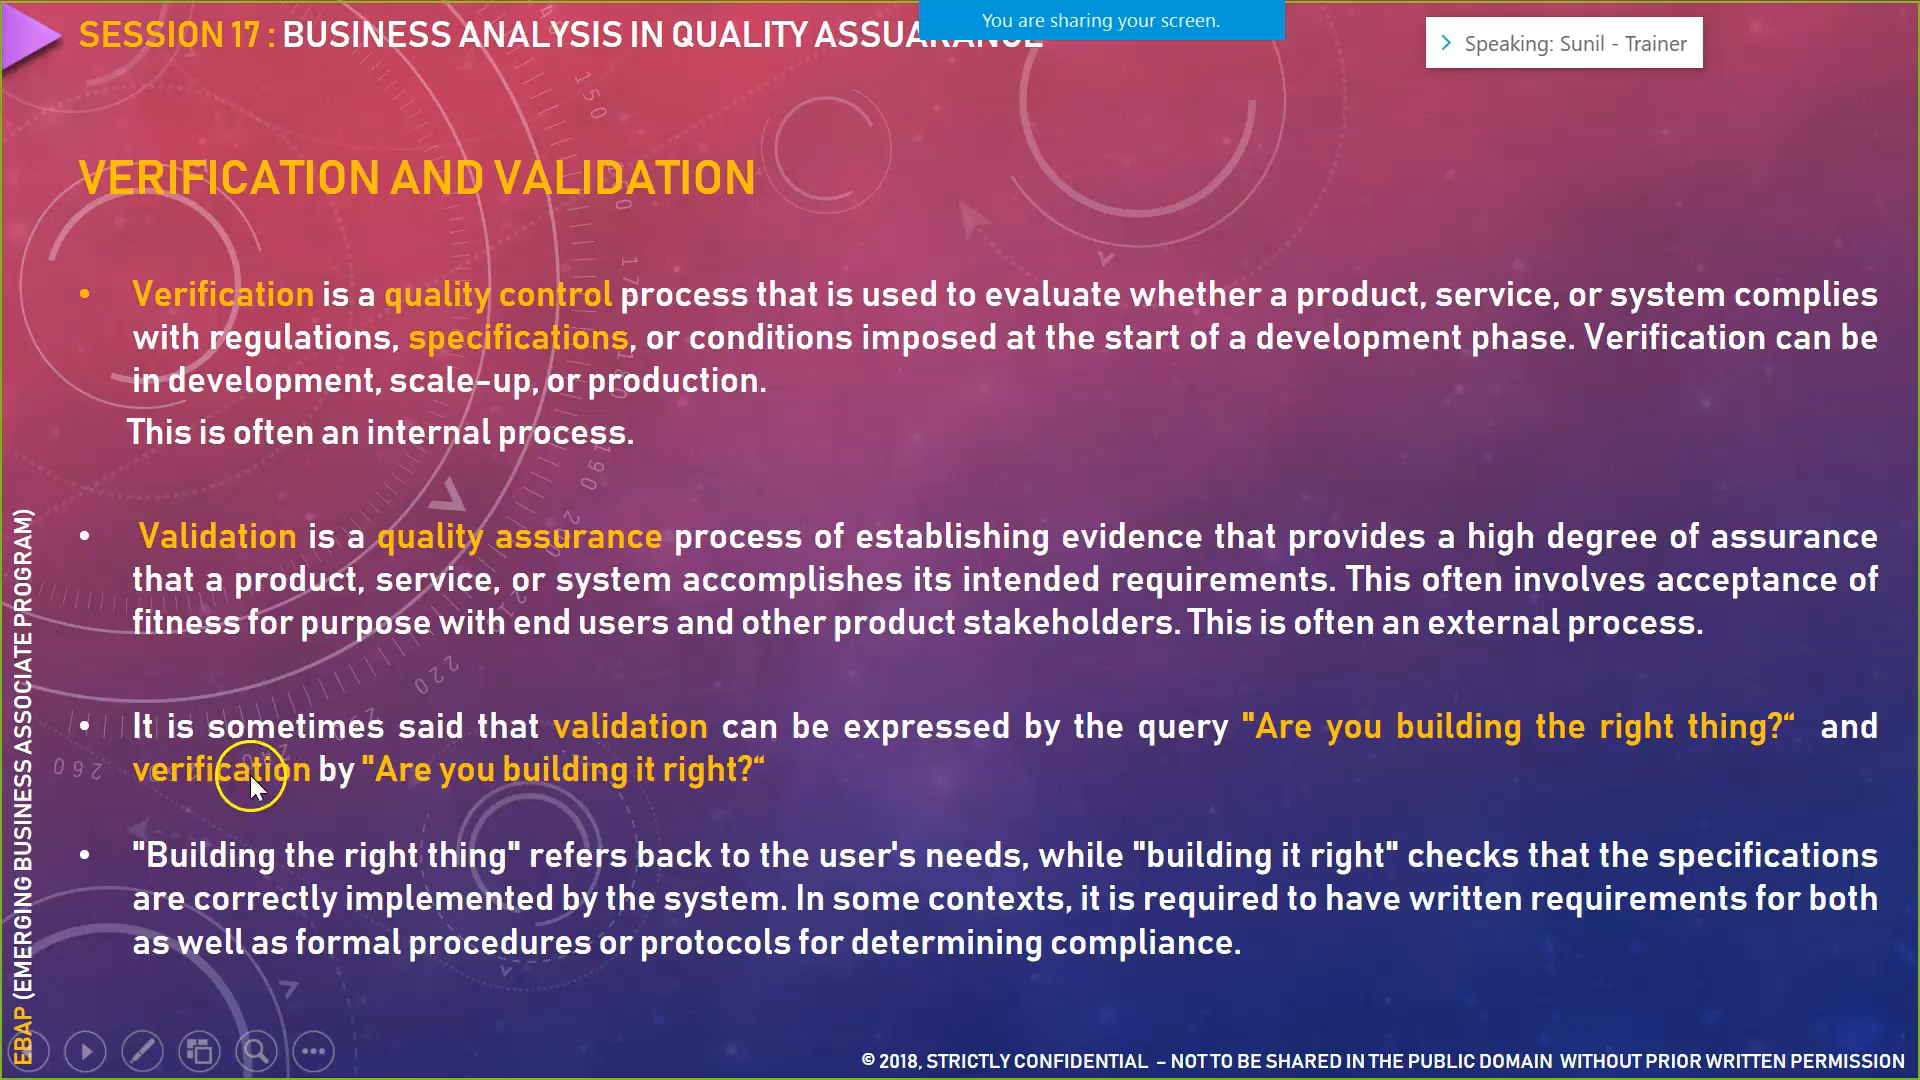 SESSION 17 : BUSINESS ANALYSIS IN QUALITY ASSUARANCE
You are sharing your screen.
Speaking: Sunil - Trainer
VERIFICATION AND VALIDATION
• Verification is a quality control process that is used to evaluate whether a product, service, or system complies
with regulations, specifications, or conditions imposed at the start of a development phase. Verification can be
in development, scale-up, or production.
This is often an internal process.
• Validation is a quality assurance process of establishing evidence that provides a high degree of assurance
that a product, service, or system accomplishes its intended requirements. This often involves acceptance of
fitness for purpose with end users and other product stakeholders. This is often an external process.
• It is sometimes said that validation can be expressed by the query "Are you building the right thing?“ and
verification by "Are you building it right?“
• "Building the right thing" refers back to the user's needs, while "building it right" checks that the specifications
are correctly implemented by the system. In some contexts, it is required to have written requirements for both
as well as formal procedures or protocols for determining compliance.
EBAP (EMERGING BUSINESS ASSOCIATE PROGRAM)
© 2018, STRICTLY CONFIDENTIAL – NOT TO BE SHARED IN THE PUBLIC DOMAIN WITHOUT PRIOR WRITTEN PERMISSION
150
160
170
180
190
210
220
260